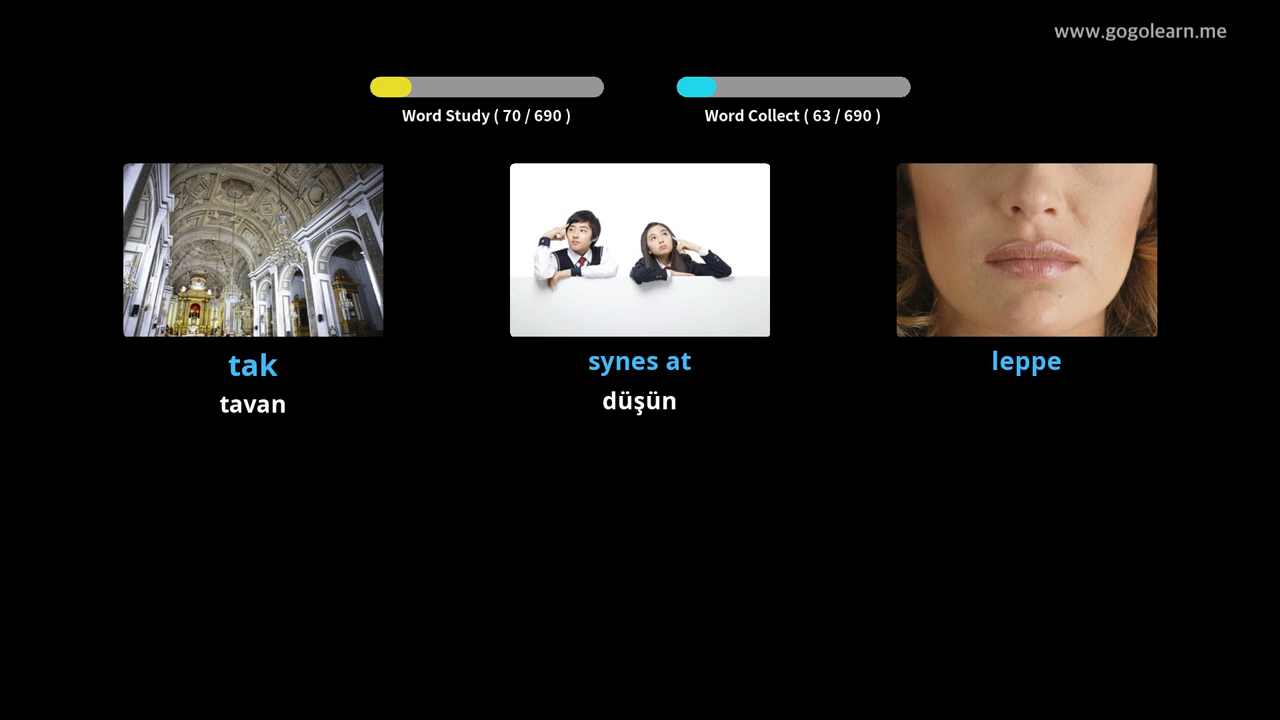 www.gogolearn.me
Word Study ( 70 / 690 )
Word Collect ( 63 / 690 )
tak
tavan
synes at
düşün
leppe